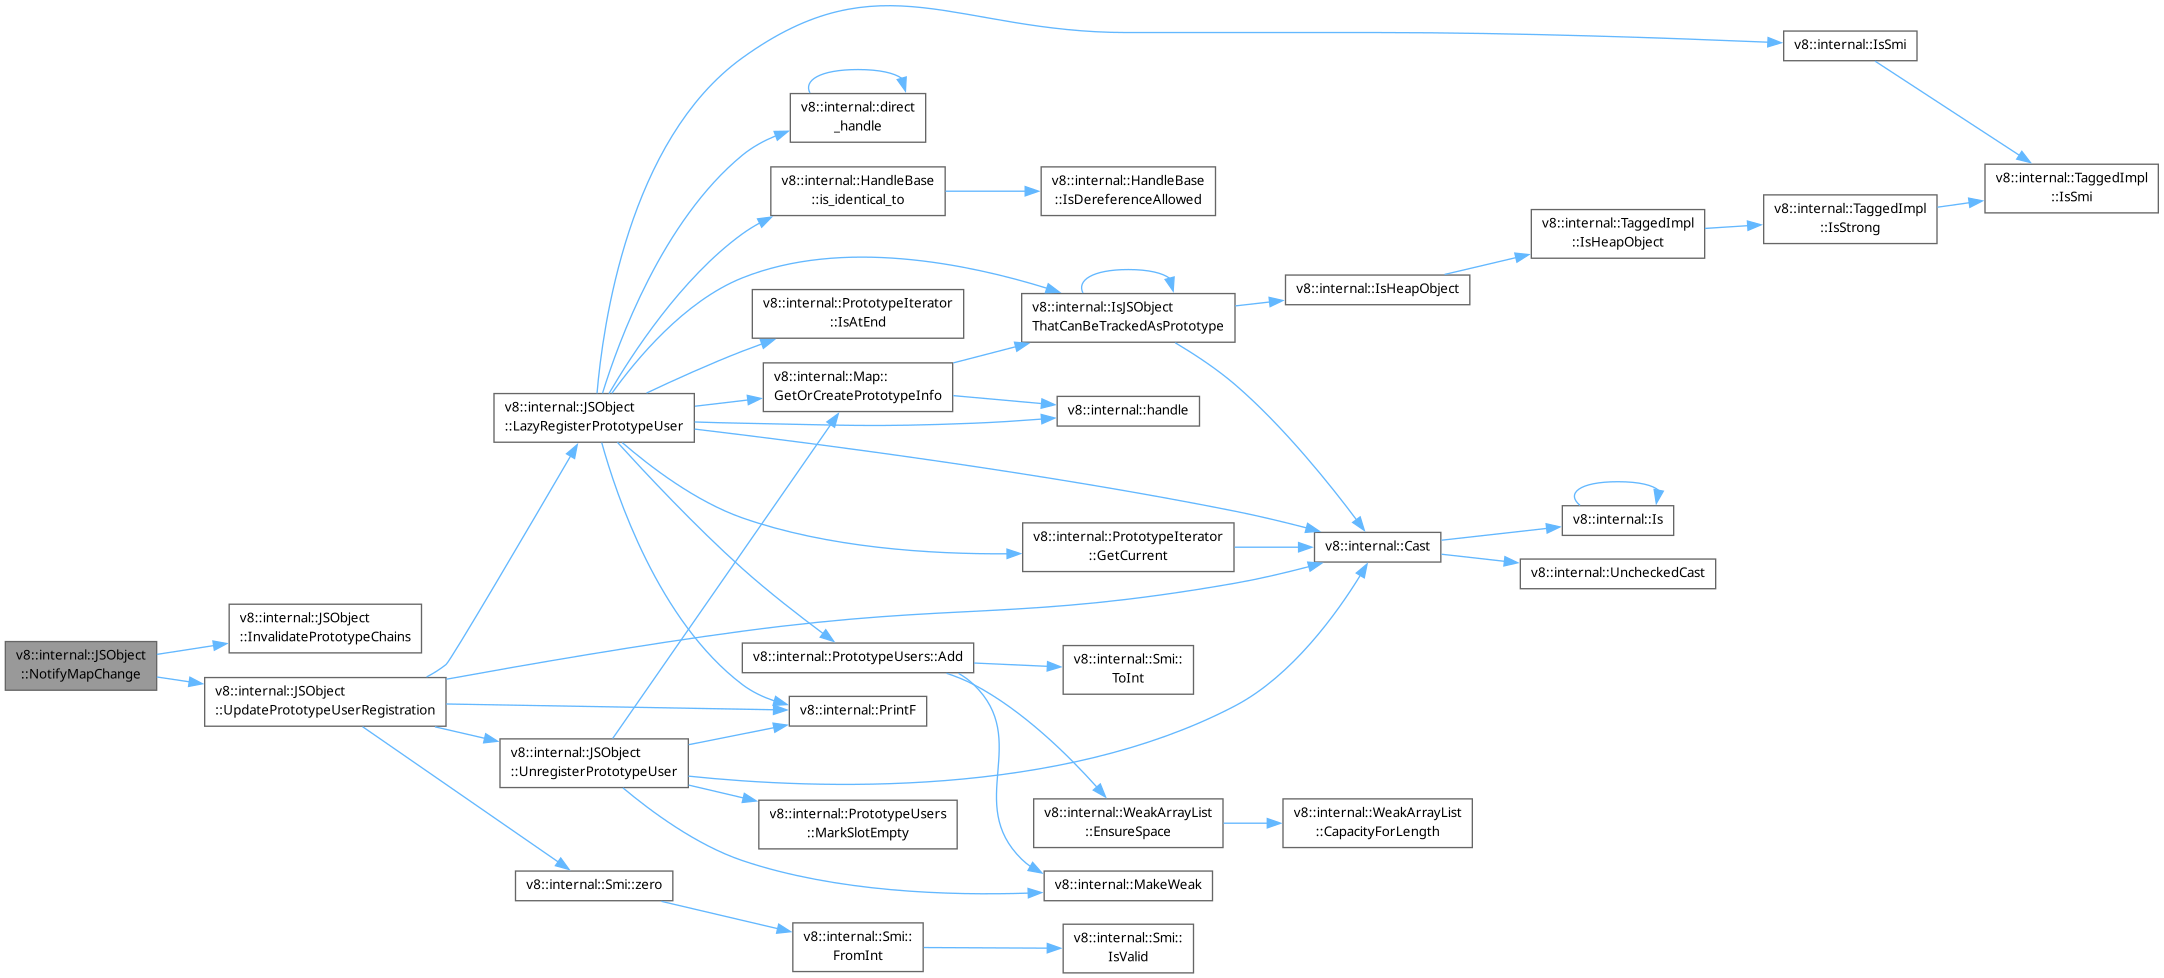 v8::internal::IsSmi
v8::internal::direct
_handle
v8::internal::HandleBase
::is_identical_to
v8::internal::HandleBase
::IsDereferenceAllowed
v8::internal::TaggedImpl
::IsSmi
v8::internal::TaggedImpl
::IsStrong
v8::internal::TaggedImpl
::IsHeapObject
v8::internal::IsHeapObject
v8::internal::PrototypeIterator
::IsAtEnd
v8::internal::IsJSObject
ThatCanBeTrackedAsPrototype
v8::internal::Map::
GetOrCreatePrototypeInfo
v8::internal::JSObject
::LazyRegisterPrototypeUser
v8::internal::handle
v8::internal::Is
v8::internal::PrototypeIterator
::GetCurrent
v8::internal::Cast
v8::internal::UncheckedCast
v8::internal::JSObject
::InvalidatePrototypeChains
v8::internal::JSObject
::NotifyMapChange
v8::internal::PrototypeUsers::Add
v8::internal::Smi::
ToInt
v8::internal::JSObject
::UpdatePrototypeUserRegistration
v8::internal::PrintF
v8::internal::JSObject
::UnregisterPrototypeUser
v8::internal::PrototypeUsers
::MarkSlotEmpty
v8::internal::WeakArrayList
::EnsureSpace
v8::internal::WeakArrayList
::CapacityForLength
v8::internal::Smi::zero
v8::internal::MakeWeak
v8::internal::Smi::
FromInt
v8::internal::Smi::
IsValid